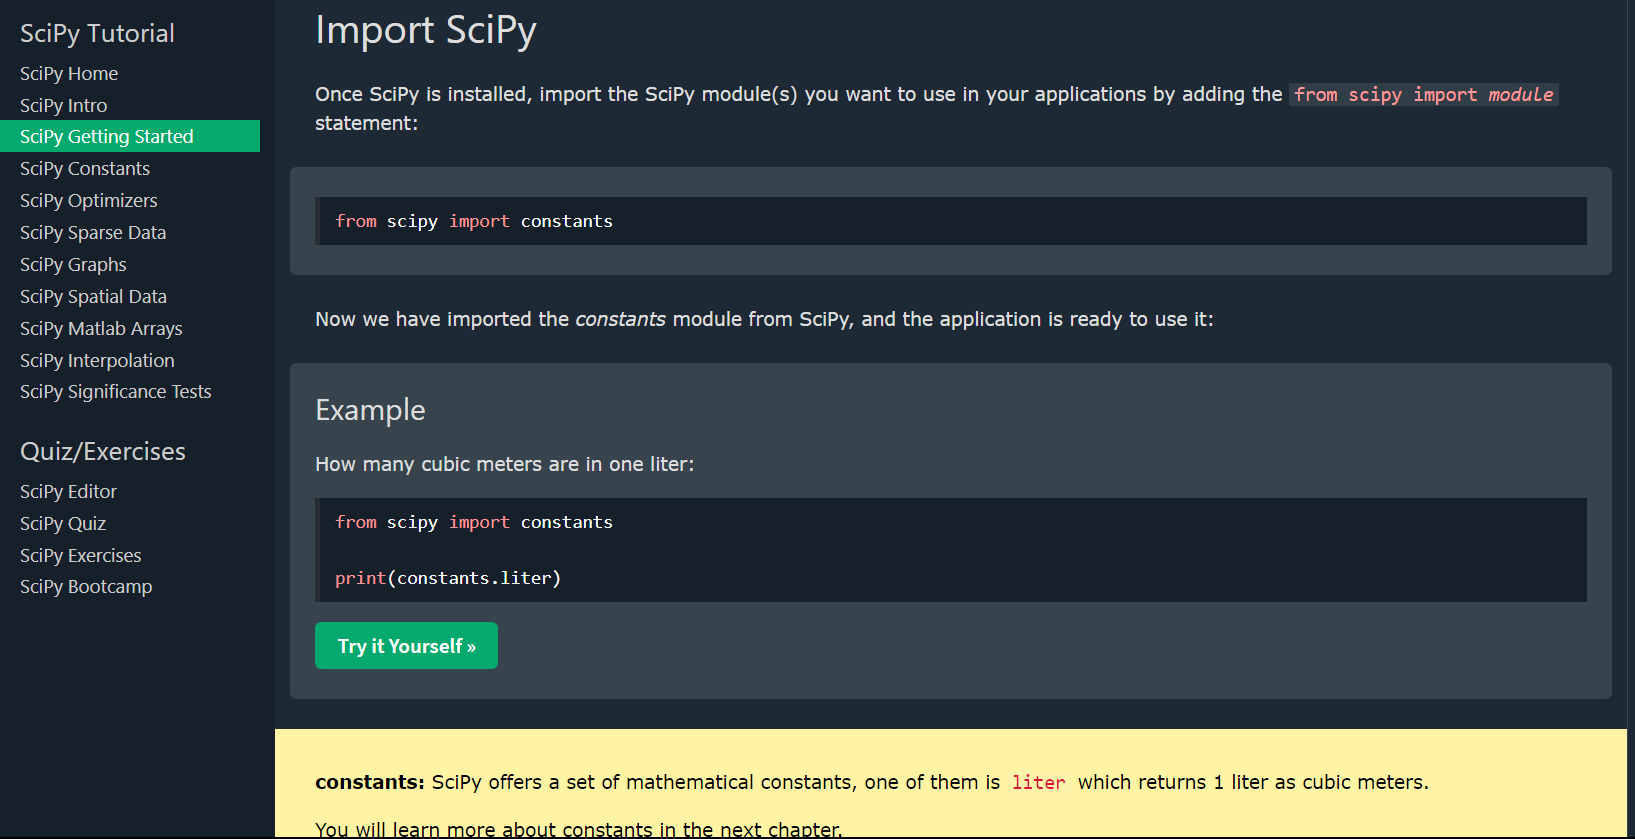 SciPy Tutorial
SciPy Home
SciPy Intro
SciPy Getting Started
SciPy Constants
SciPy Optimizers
SciPy Sparse Data
SciPy Graphs
SciPy Spatial Data
SciPy Matlab Arrays
SciPy Interpolation
SciPy Significance Tests
Quiz/Exercises
SciPy Editor
SciPy Quiz
SciPy Exercises
SciPy Bootcamp
Import SciPy
Once SciPy is installed, import the SciPy module(s) you want to use in your applications by adding the from scipy import module
statement:
from scipy import constants
Now we have imported the constants module from SciPy, and the application is ready to use it:
Example
How many cubic meters are in one liter:
from scipy import constants
print(constants.liter)
Try it Yourself »
constants: SciPy offers a set of mathematical constants, one of them is liter which returns 1 liter as cubic meters.
You will learn more about constants in the next chapter.